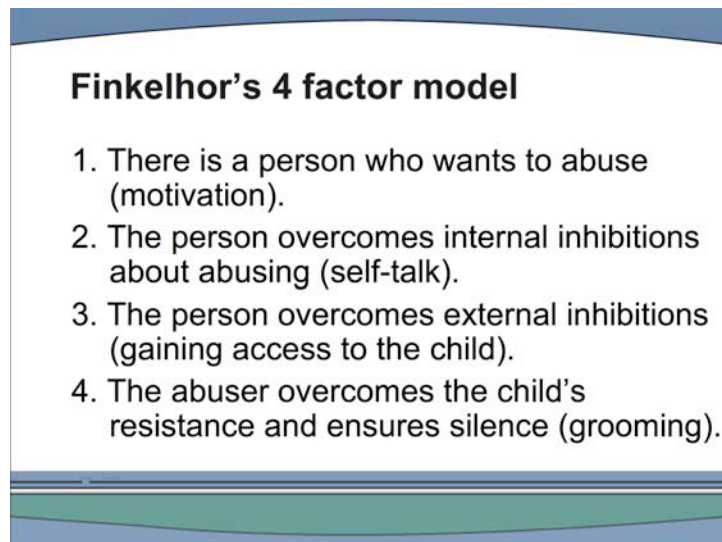 Finkelhor’s 4 factor model
1. There is a person who wants to abuse
(motivation).
2. The person overcomes internal inhibitions
about abusing (self-talk).
3. The person overcomes external inhibitions
(gaining access to the child).
4. The abuser overcomes the child’s
resistance and ensures silence (grooming).